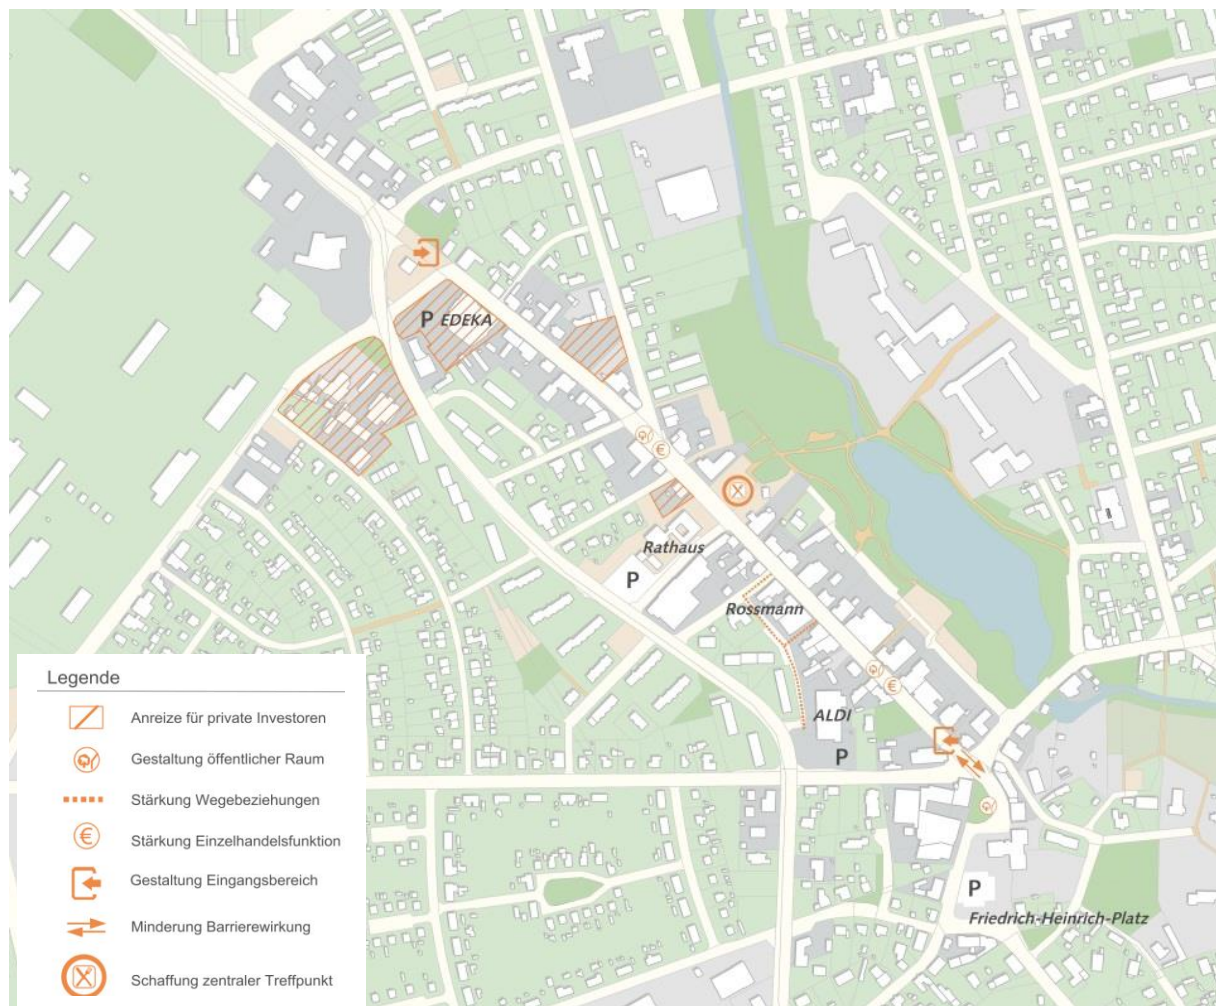 P EDEKA
€
Rathaus
P
Rossmann
€
ALDI
P
P
Friedrich-Heinrich-Platz
Legende
Anreize für private Investoren
Gestaltung öffentlicher Raum
Stärkung Wegebeziehungen
€ Stärkung Einzelhandelsfunktion
Gestaltung Eingangsbereich
Minderung Barrierewirkung
Schaffung zentraler Treffpunkt